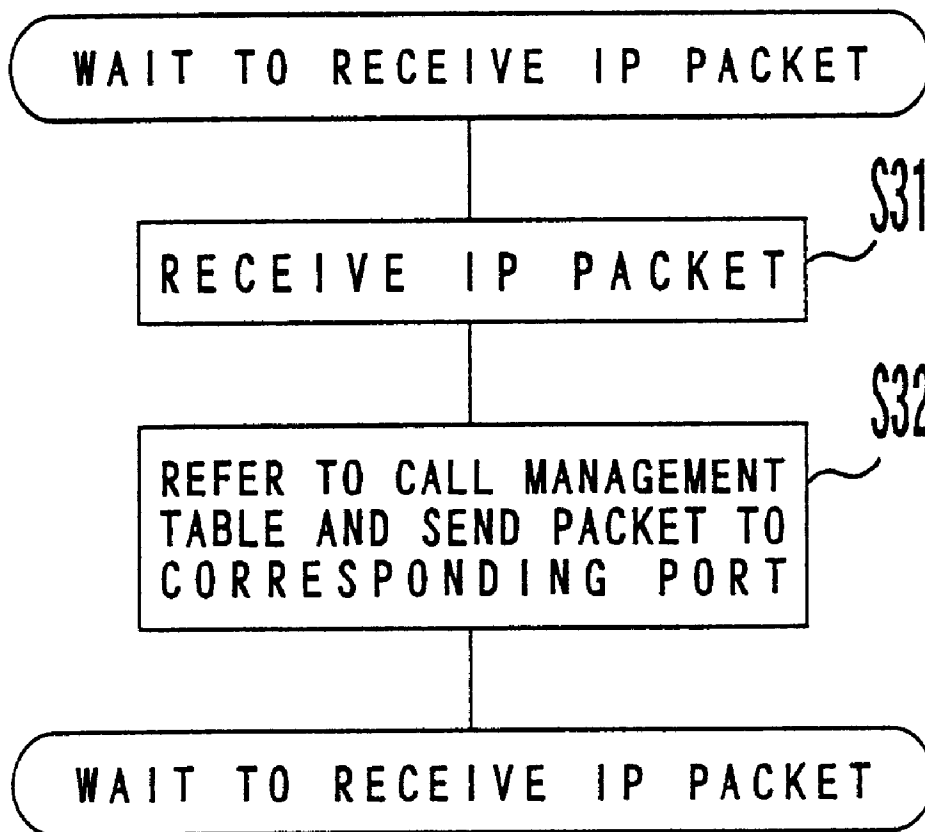 WAIT TO RECEIVE IP PACKET
S31
RECEIVE IP PACKET
S32
REFER TO CALL MANAGEMENT
TABLE AND SEND PACKET TO
CORRESPONDING PORT
WAIT TO RECEIVE IP PACKET